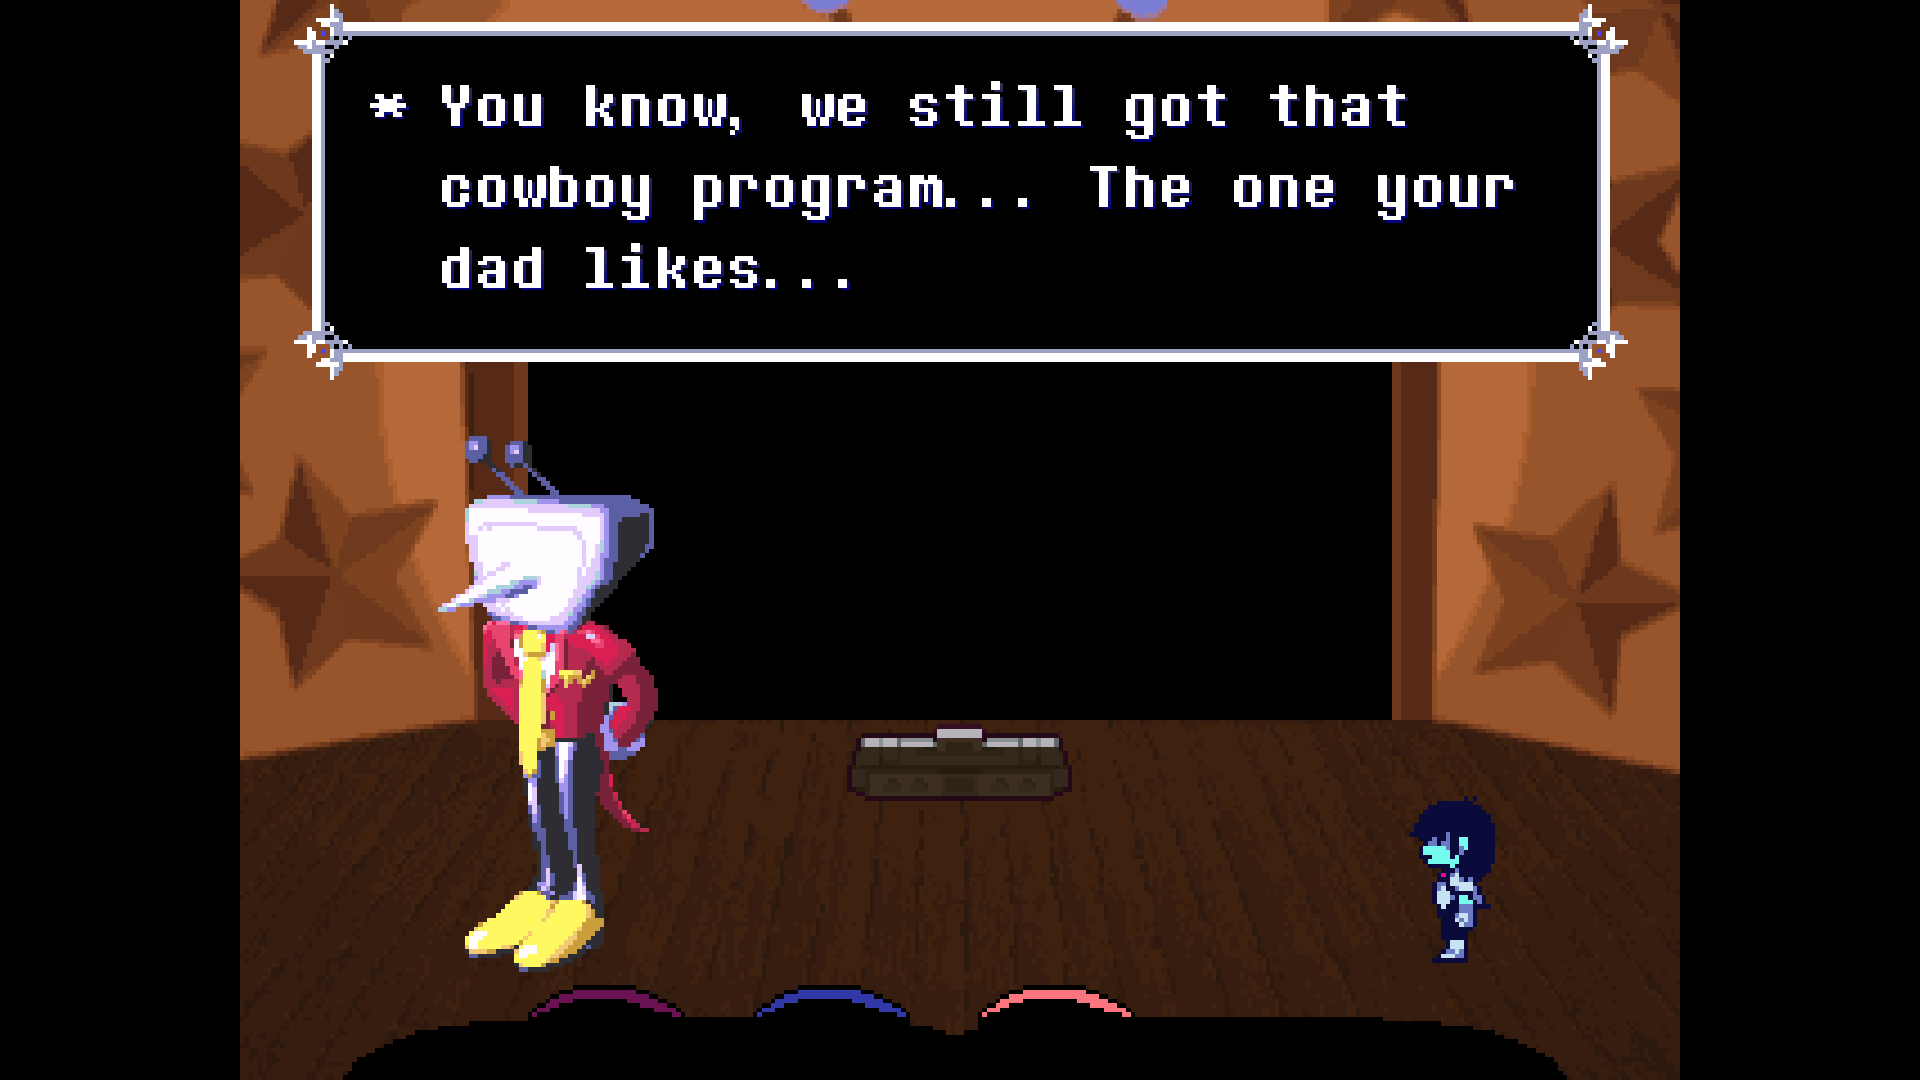 * You know, we still got that
cowboy program... The one your
dad likes...